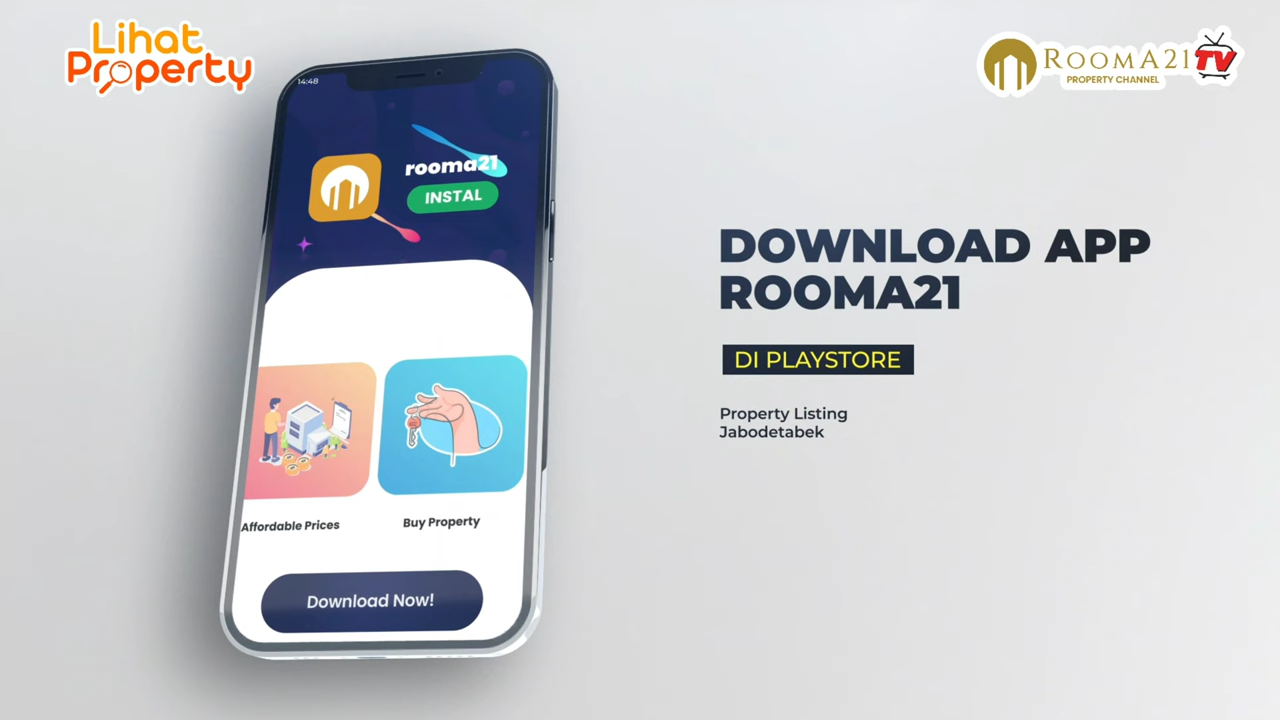 Lihat
Property
ROOMA21 TV
PROPERTY CHANNEL
14:48
rooma21
INSTAL
Affordable Prices
Buy Property
Download Now!
DOWNLOAD APP
ROOMA21
DI PLAYSTORE
Property Listing
Jabodetabek